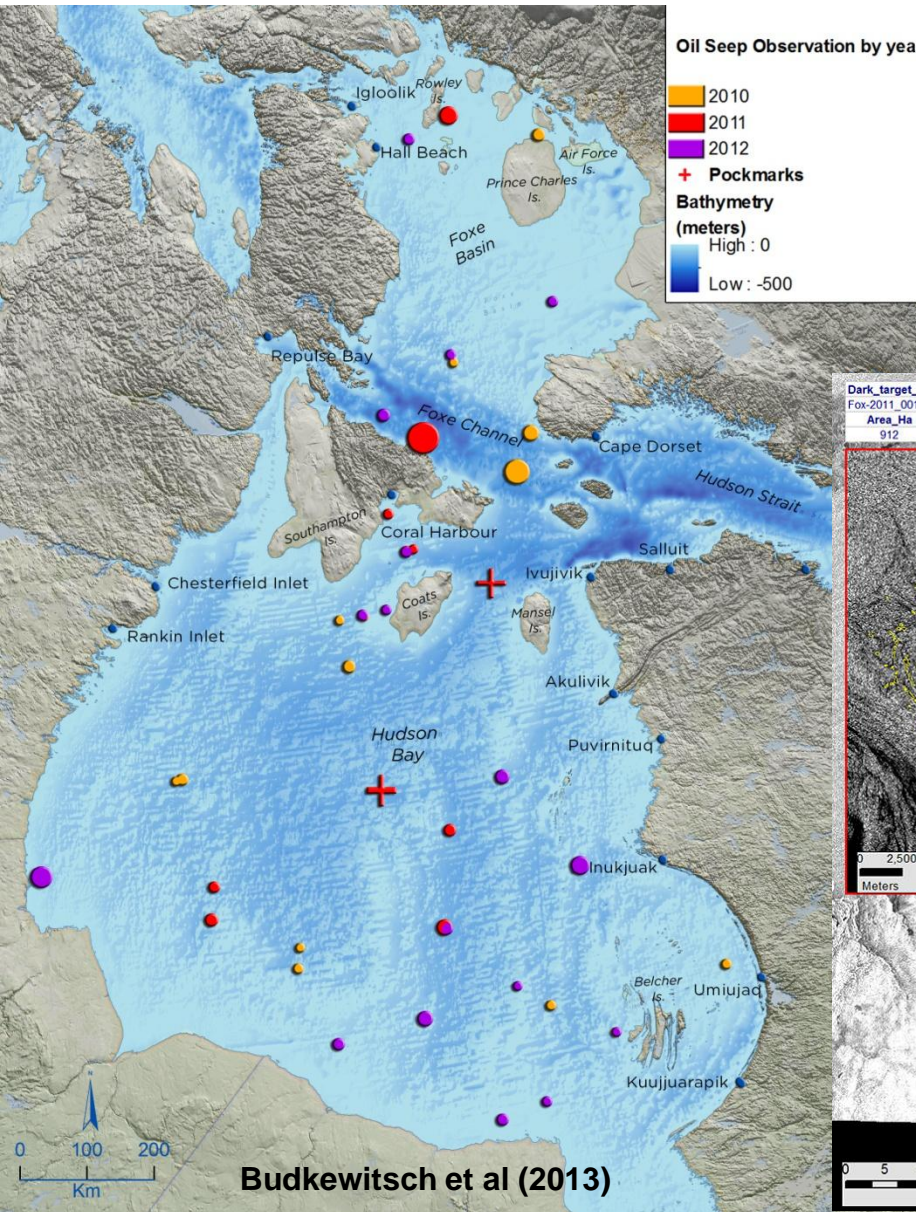 Oil Seep Observation by yea
2010
2011
2012
Pockmarks
Bathymetry
(meters)
High : 0
Low : -500
Igloolik
Rowley
Is.
Hall Beach
Air Force
Is.
Prince Charles
Is.
Foxe
Basin
Repulse Bay
Foxe Channel
Cape Dorset
Hudson Strait
Southampton
Is.
Coral Harbour
Salluit
Ivujivik
Chesterfield Inlet
Coats
Is.
Mansel
Is.
Rankin Inlet
Akulivik
Hudson
Bay
Puvirnituq
Inukjuak
Belcher
Is.
Umiujaq
Kuujjuarapik
N
0 100 200
Km
Budkewitsch et al (2013)
Dark_target_
Fox-2011_001
Area_Ha
912
0 2,500
Meters
0 5